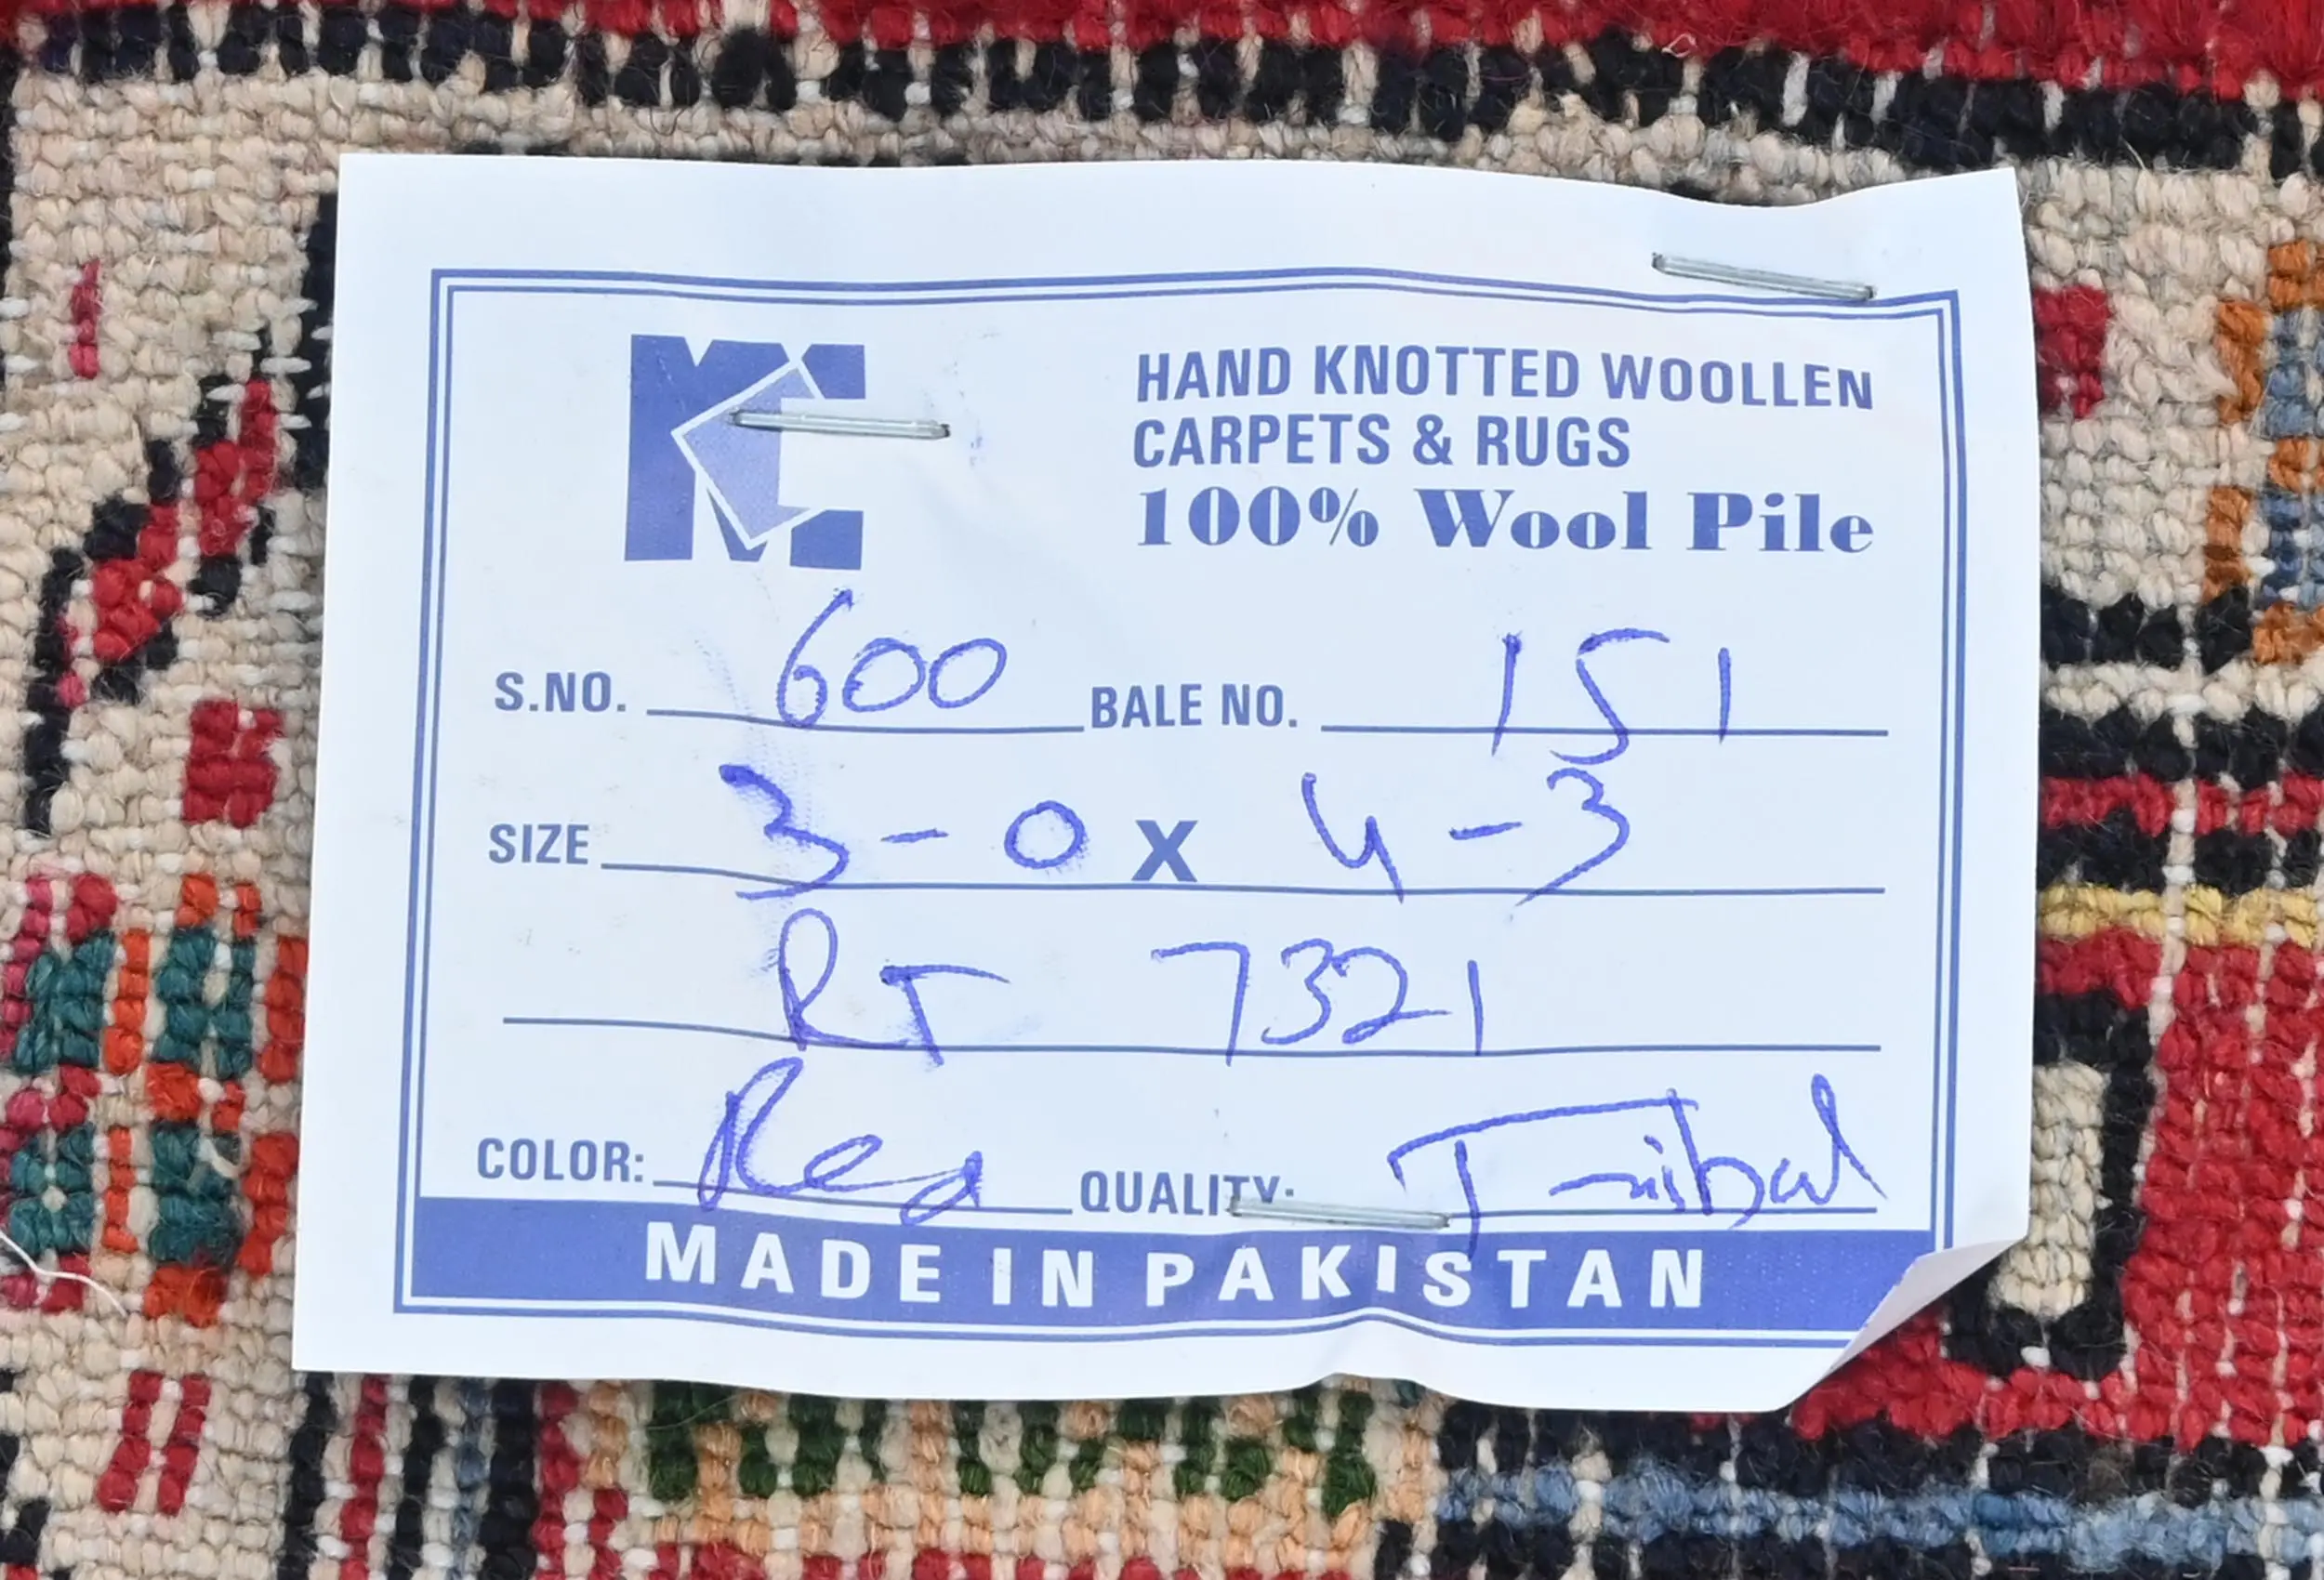 MC
HAND KNOTTED WOOLLEN
CARPETS & RUGS
100% Wool Pile
S.NO. 600 BALE NO. 151
SIZE 3-0 X 4-3
RT 7321
COLOR: Red QUALITY: Tribal
MADE IN PAKISTAN